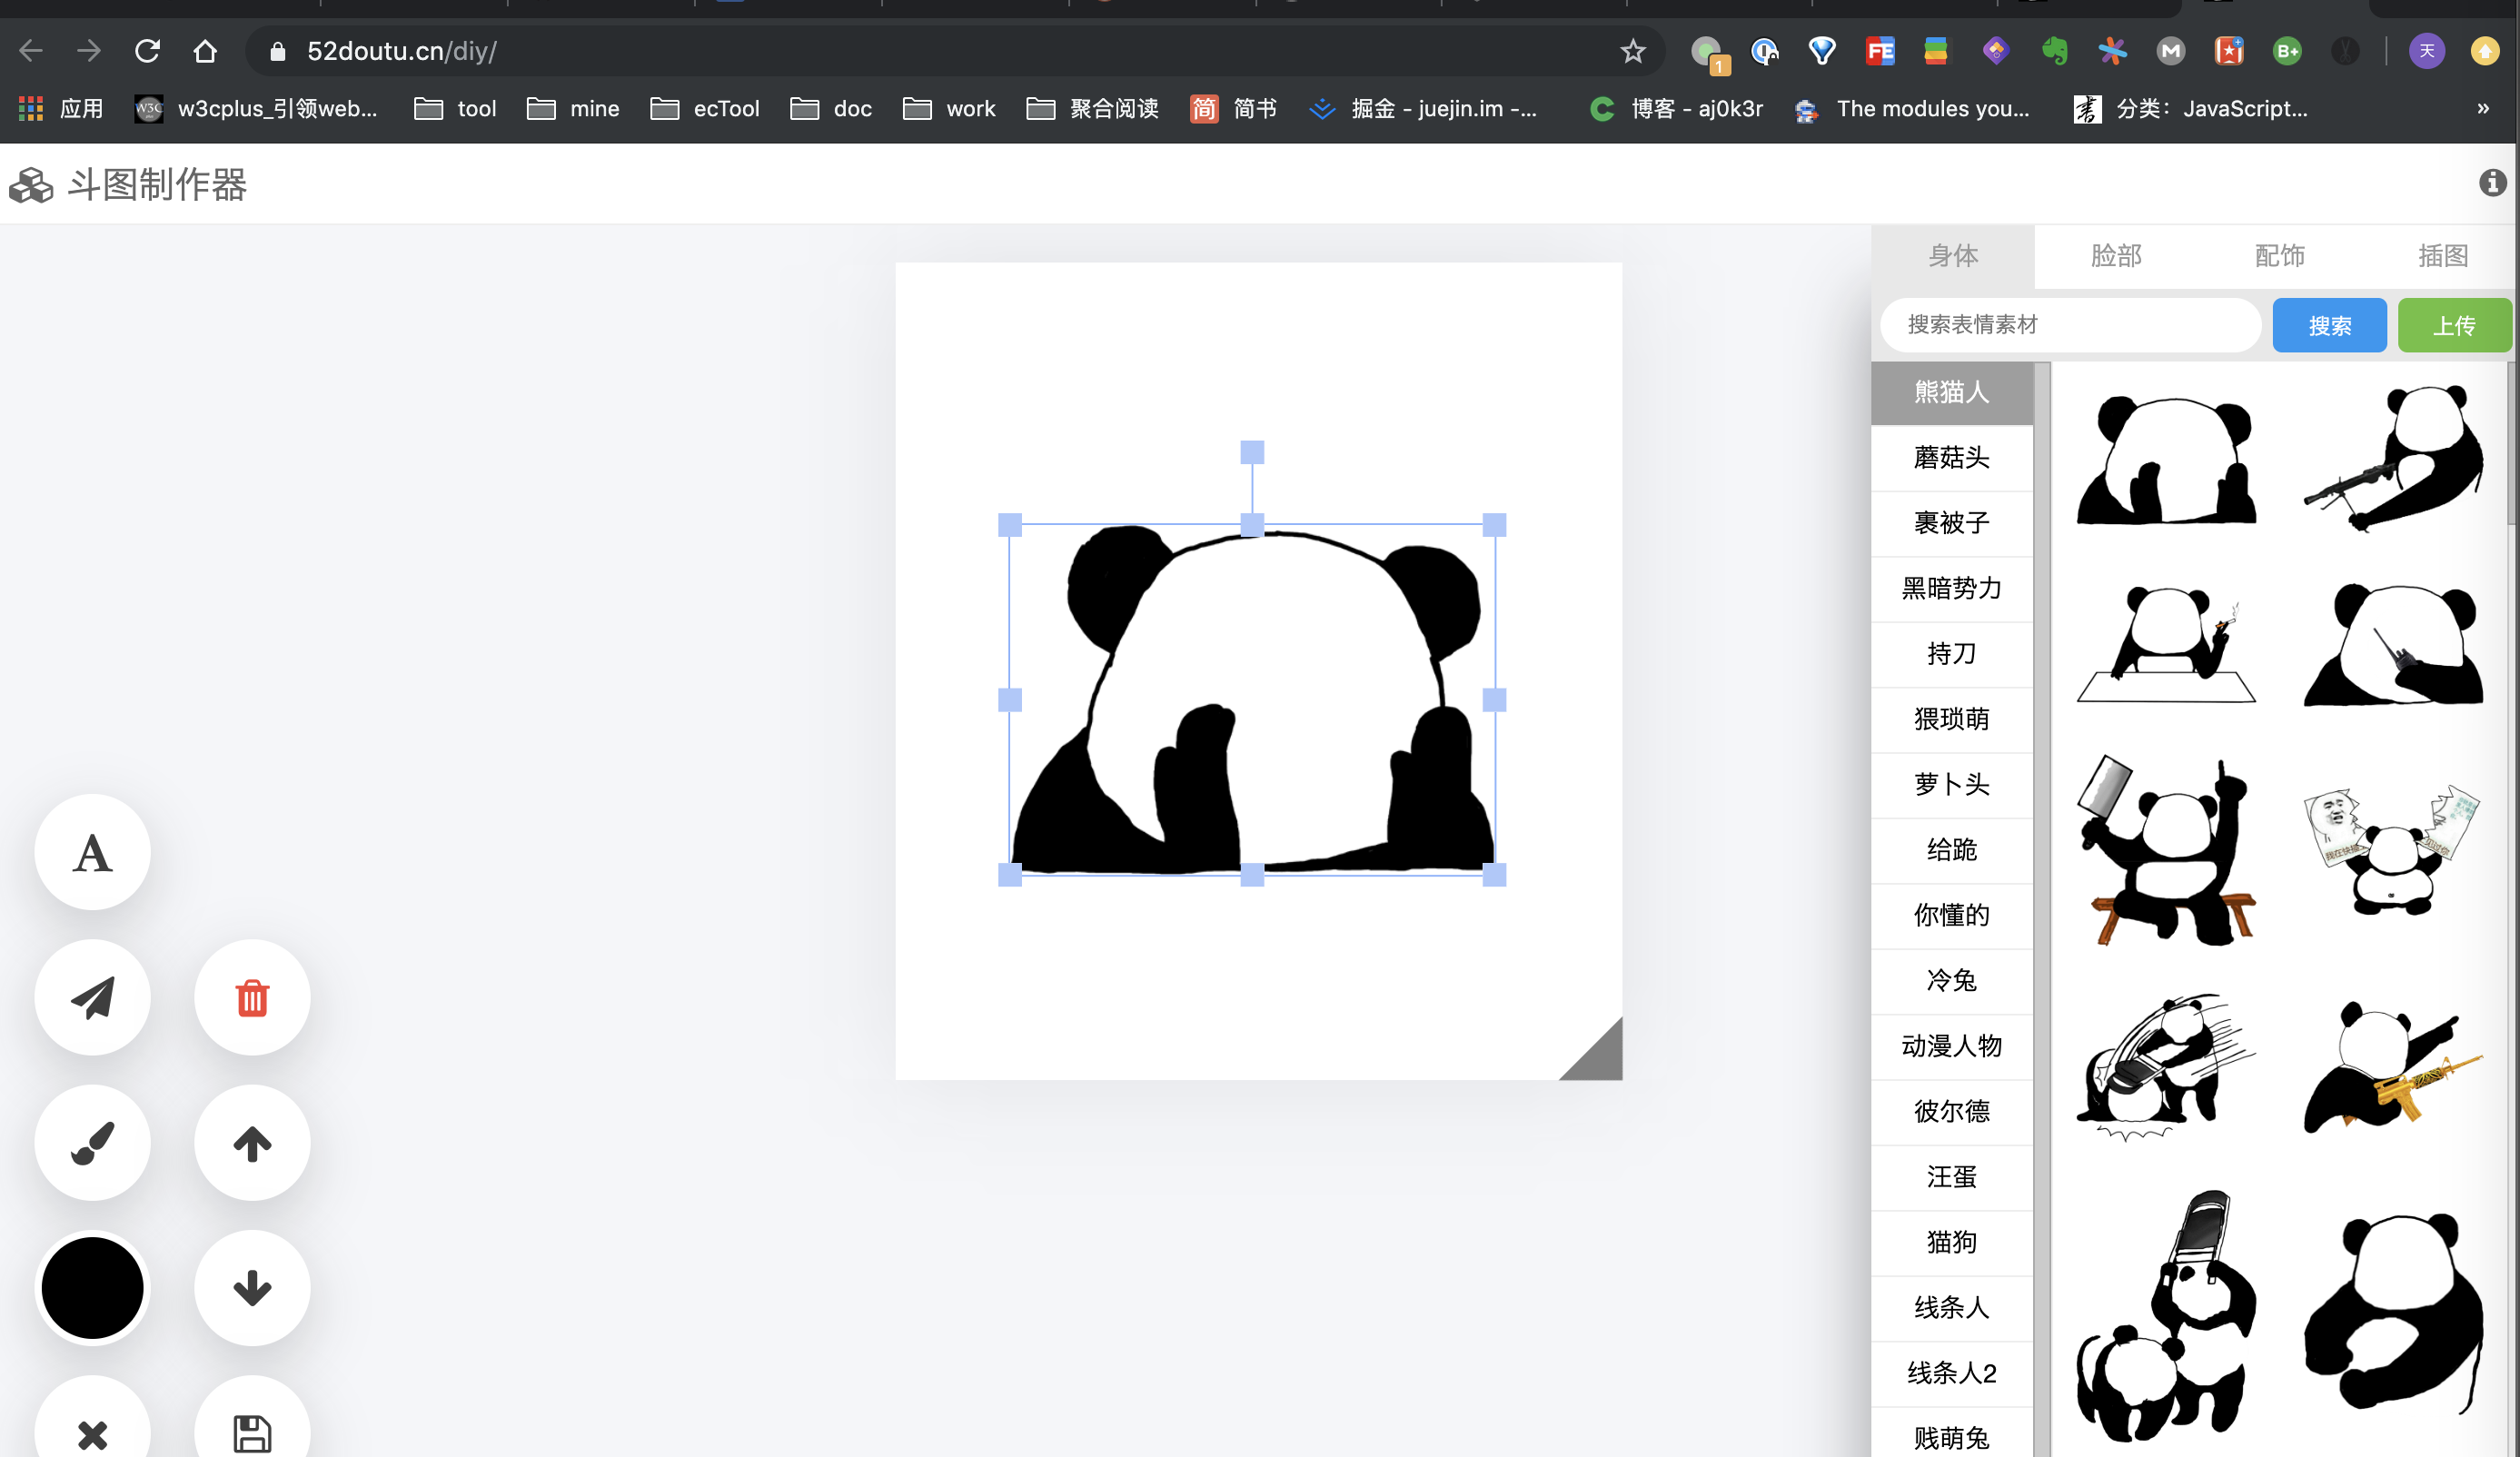 52doutu.cn/diy/
1
FE
M
B+
天
应用
W3C
w3cplus_引领web...
tool
mine
ecTool
doc
work
聚合阅读
简
简书
掘金 - juejin.im -...
博客 - aj0k3r
The modules you...
分类：JavaScript...
»
斗图制作器
身体
脸部
配饰
插图
搜索表情素材
搜索
上传
熊猫人
蘑菇头
裹被子
黑暗势力
持刀
猥琐萌
萝卜头
给跪
你懂的
冷兔
动漫人物
彼尔德
汪蛋
猫狗
线条人
线条人2
贱萌兔
A